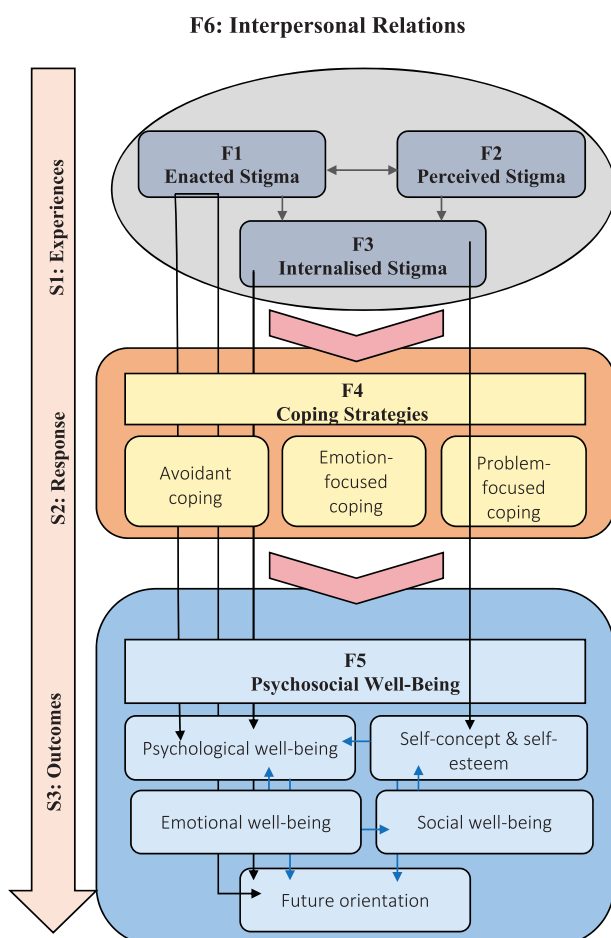 F6: Interpersonal Relations
S1: Experiences
F1
Enacted Stigma
F2
Perceived Stigma
F3
Internalised Stigma
S2: Response
F4
Coping Strategies
Avoidant
coping
Emotion-
focused
coping
Problem-
focused
coping
S3: Outcomes
F5
Psychosocial Well-Being
Psychological well-being
Self-concept & self-
esteem
Emotional well-being
Social well-being
Future orientation